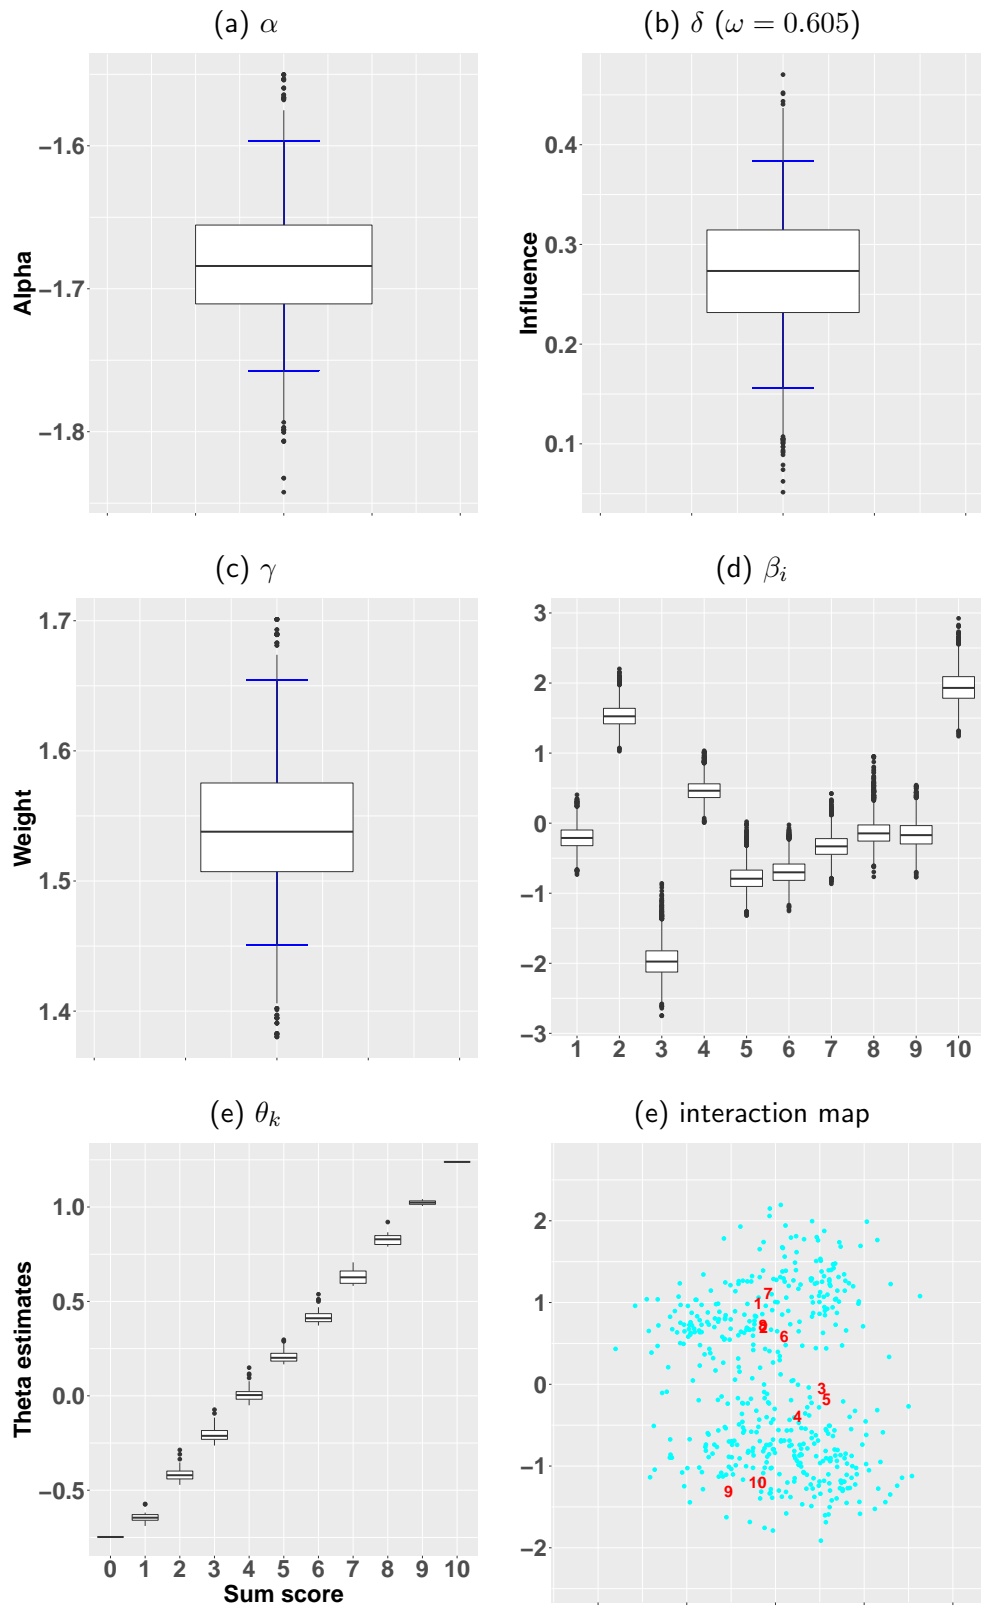 (a) α
(b) δ (ω = 0.605)
−1.6
−1.7
−1.8
Alpha
0.4
0.3
0.2
0.1
Influence
(c) γ
(d) β_i
1.7
1.6
1.5
1.4
Weight
3
2
1
0
−1
−2
−3
1 2 3 4 5 6 7 8 9 10
(e) θ_k
(e) interaction map
1.0
0.5
0.0
−0.5
Theta estimates
0 1 2 3 4 5 6 7 8 9 10
Sum score
2
1
0
−1
−2
7
1
6
3
5
4
10
9